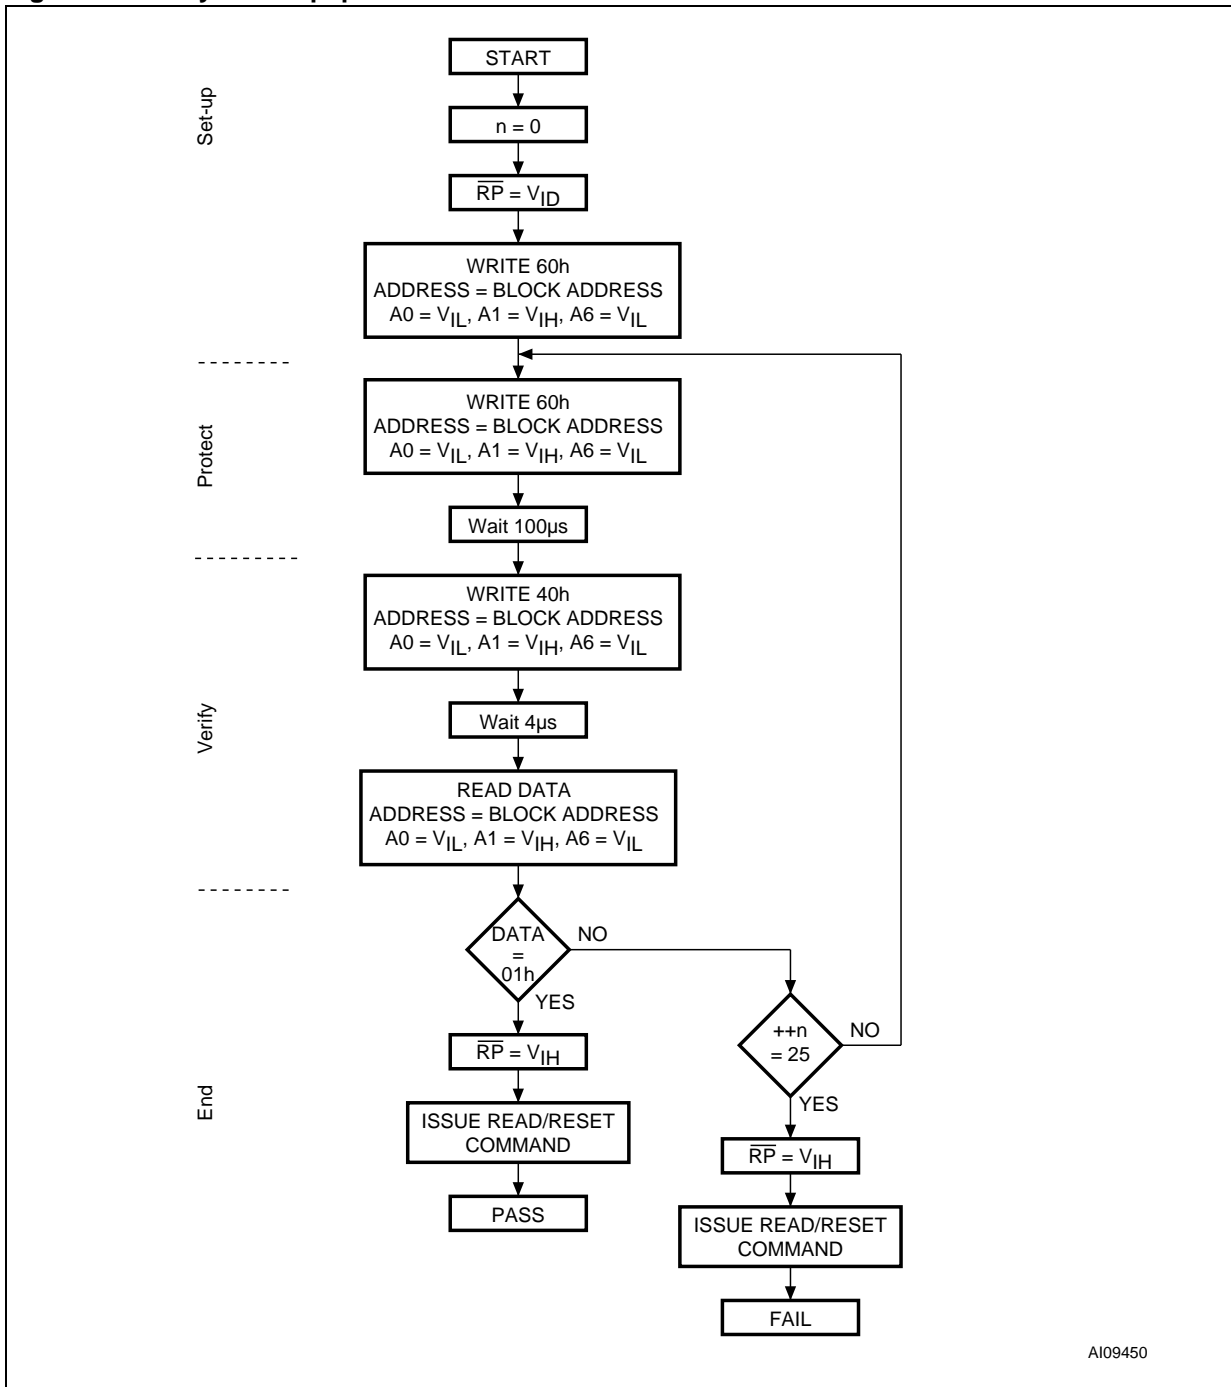 Set-up
START
n = 0
RP = VID
WRITE 60h
ADDRESS = BLOCK ADDRESS
A0 = VIL, A1 = VIH, A6 = VIL
Protect
WRITE 60h
ADDRESS = BLOCK ADDRESS
A0 = VIL, A1 = VIH, A6 = VIL
Wait 100µs
Verify
WRITE 40h
ADDRESS = BLOCK ADDRESS
A0 = VIL, A1 = VIH, A6 = VIL
Wait 4µs
READ DATA
ADDRESS = BLOCK ADDRESS
A0 = VIL, A1 = VIH, A6 = VIL
End
DATA
=
01h
NO
YES
RP = VIH
ISSUE READ/RESET
COMMAND
PASS
++n
= 25
NO
YES
RP = VIH
ISSUE READ/RESET
COMMAND
FAIL
AI09450